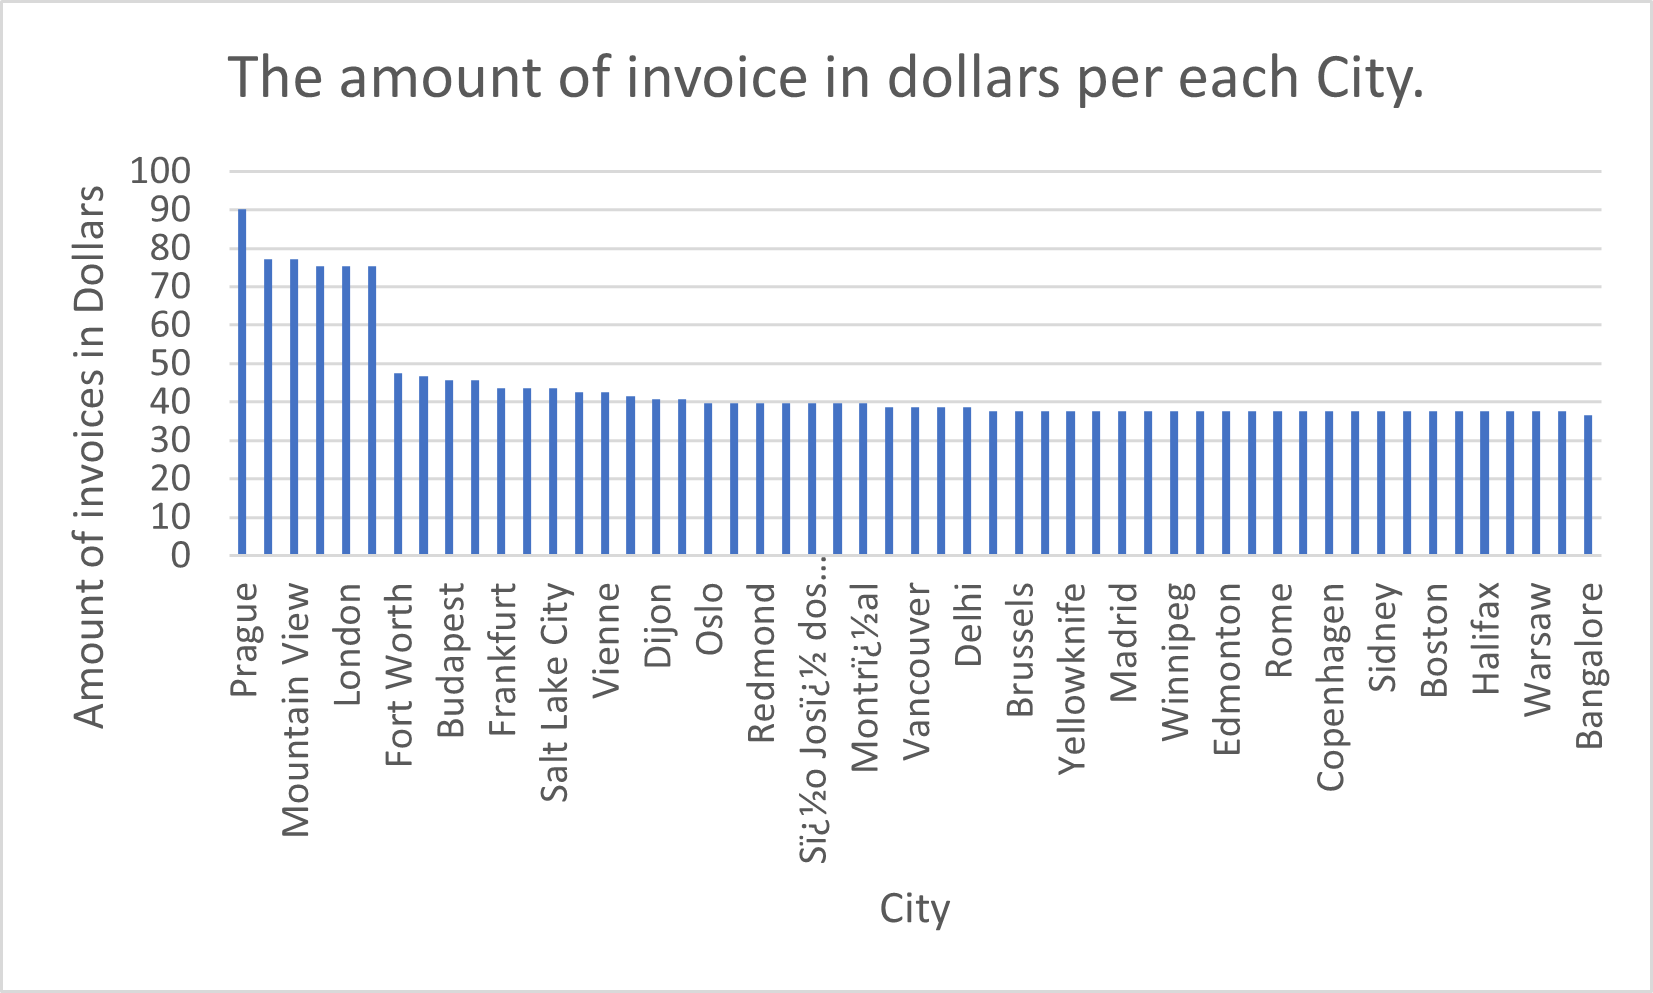 The amount of invoice in dollars per each City.
Amount of invoices in Dollars
100
90
80
70
60
50
40
30
20
10
0
Prague
Mountain View
London
Fort Worth
Budapest
Frankfurt
Salt Lake City
Vienne
Dijon
Oslo
Redmond
Sï¿½o Josï¿½ dos...
Montrï¿½al
Vancouver
Delhi
Brussels
Yellowknife
Madrid
Winnipeg
Edmonton
Rome
Copenhagen
Sidney
Boston
Halifax
Warsaw
Bangalore
City